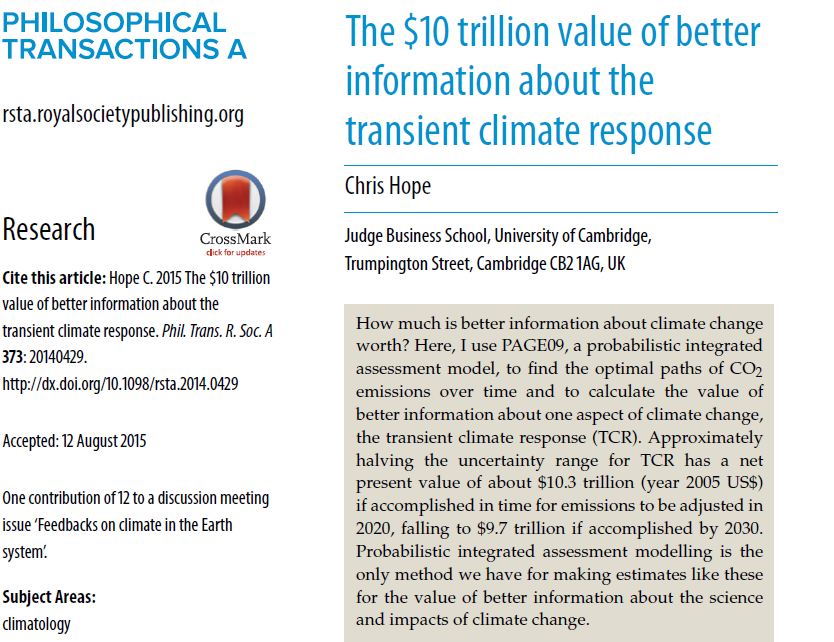 PHILOSOPHICAL
TRANSACTIONS A
rsta.royalsocietypublishing.org
Research
CrossMark
click for updates
Cite this article: Hope C. 2015 The $10 trillion
value of better information about the
transient climate response. Phil. Trans. R. Soc. A
373: 20140429.
http://dx.doi.org/10.1098/rsta.2014.0429
Accepted: 12 August 2015
One contribution of 12 to a discussion meeting
issue ‘Feedbacks on climate in the Earth
system’.
Subject Areas:
climatology
The $10 trillion value of better
information about the
transient climate response
Chris Hope
Judge Business School, University of Cambridge,
Trumpington Street, Cambridge CB2 1AG, UK
How much is better information about climate change
worth? Here, I use PAGE09, a probabilistic integrated
assessment model, to find the optimal paths of CO₂
emissions over time and to calculate the value of
better information about one aspect of climate change,
the transient climate response (TCR). Approximately
halving the uncertainty range for TCR has a net
present value of about $10.3 trillion (year 2005 US$)
if accomplished in time for emissions to be adjusted in
2020, falling to $9.7 trillion if accomplished by 2030.
Probabilistic integrated assessment modelling is the
only method we have for making estimates like these
for the value of better information about the science
and impacts of climate change.